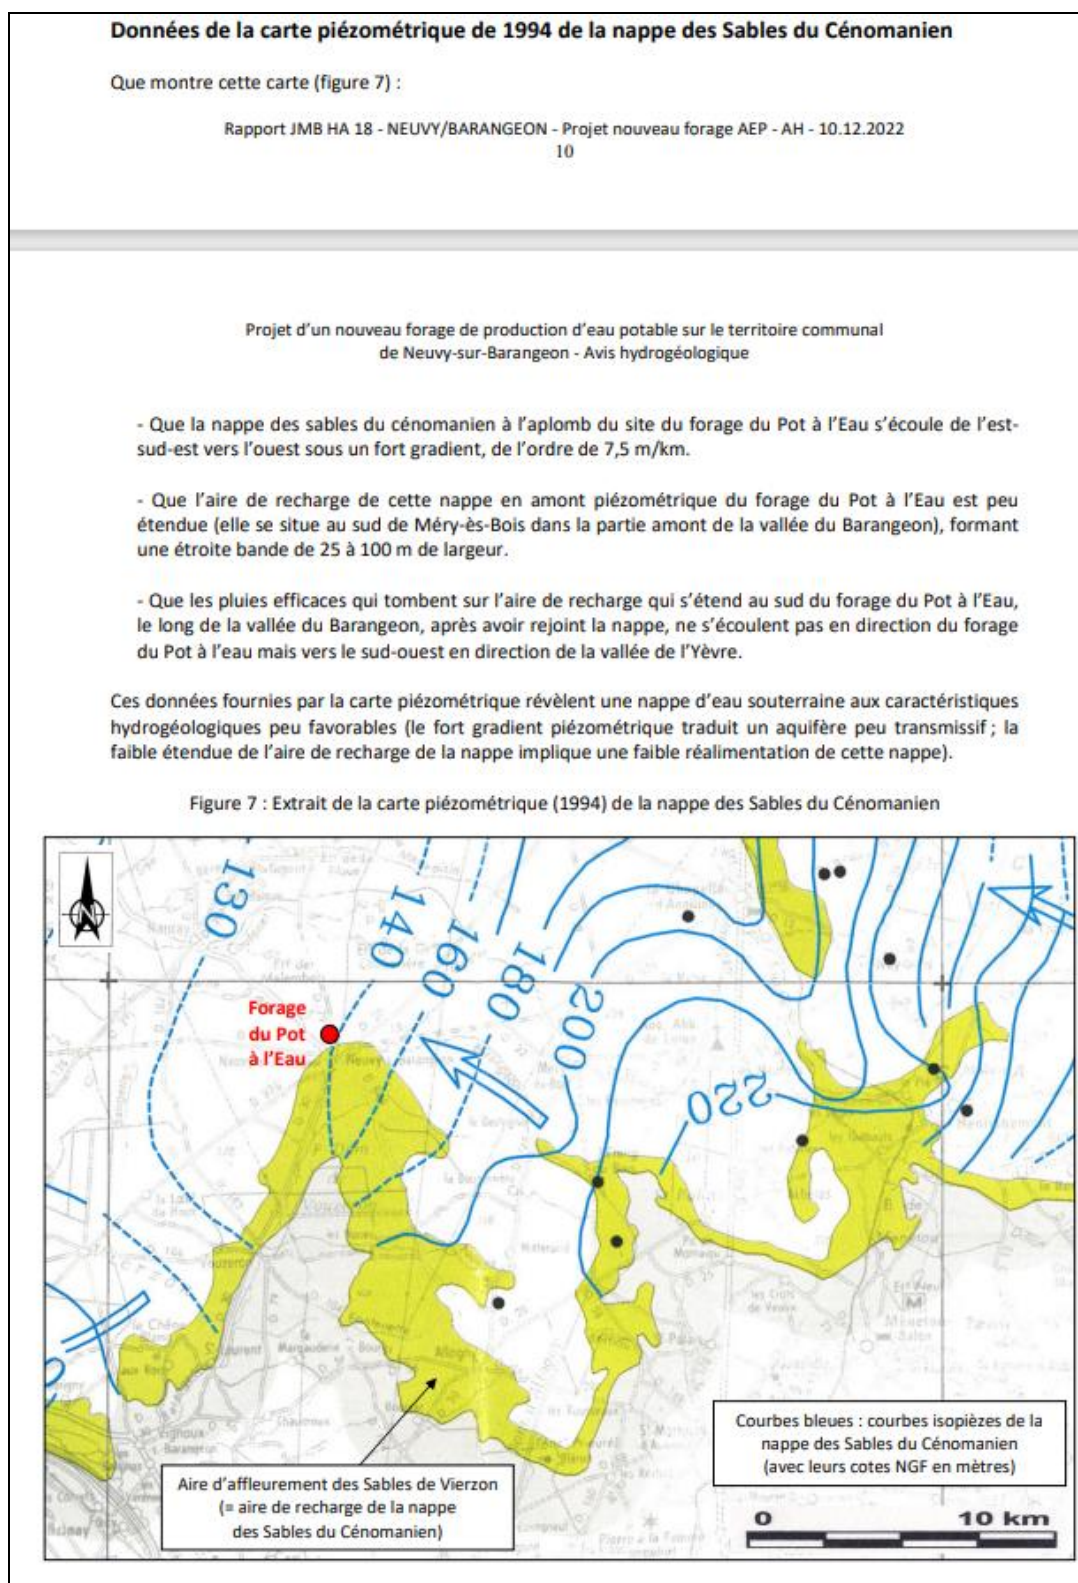 Données de la carte piézométrique de 1994 de la nappe des Sables du Cénomanien
Que montre cette carte (figure 7) :
Rapport JMB HA 18 - NEUVY/BARANGEON - Projet nouveau forage AEP - AH - 10.12.2022
10
Projet d'un nouveau forage de production d'eau potable sur le territoire communal
de Neuvy-sur-Barangeon - Avis hydrogéologique
- Que la nappe des sables du cénomanien à l'aplomb du site du forage du Pot à l'Eau s'écoule de l'est-
sud-est vers l'ouest sous un fort gradient, de l'ordre de 7,5 m/km.
- Que l'aire de recharge de cette nappe en amont piézométrique du forage du Pot à l'Eau est peu
étendue (elle se situe au sud de Méry-ès-Bois dans la partie amont de la vallée du Barangeon), formant
une étroite bande de 25 à 100 m de largeur.
- Que les pluies efficaces qui tombent sur l'aire de recharge qui s'étend au sud du forage du Pot à l'Eau,
le long de la vallée du Barangeon, après avoir rejoint la nappe, ne s'écoulent pas en direction du forage
du Pot à l'eau mais vers le sud-ouest en direction de la vallée de l'Yèvre.
Ces données fournies par la carte piézométrique révèlent une nappe d'eau souterraine aux caractéristiques
hydrogéologiques peu favorables (le fort gradient piézométrique traduit un aquifère peu transmissif ; la
faible étendue de l'aire de recharge de la nappe implique une faible réalimentation de cette nappe).
Figure 7 : Extrait de la carte piézométrique (1994) de la nappe des Sables du Cénomanien
N
130
140
160
180
200
220
Forage
du Pot
à l'Eau
Aire d'affleurement des Sables de Vierzon
(= aire de recharge de la nappe
des Sables du Cénomanien)
Courbes bleues : courbes isopièzes de la
nappe des Sables du Cénomanien
(avec leurs cotes NGF en mètres)
0 10 km